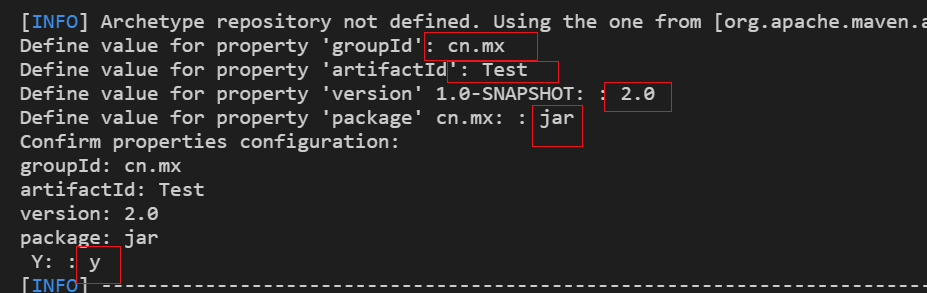 [INFO] Archetype repository not defined. Using the one from [org.apache.maven.a
Define value for property 'groupId': cn.mx
Define value for property 'artifactId': Test
Define value for property 'version' 1.0-SNAPSHOT: : 2.0
Define value for property 'package' cn.mx: : jar
Confirm properties configuration:
groupId: cn.mx
artifactId: Test
version: 2.0
package: jar
Y: : y
[INFO] ------------------------------------------------------------------------